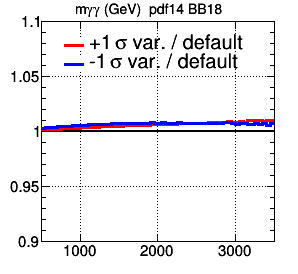 mγγ (GeV) pdf14 BB18
+1 σ var. / default
-1 σ var. / default
1.1
1.05
1
0.95
0.9
1000 2000 3000